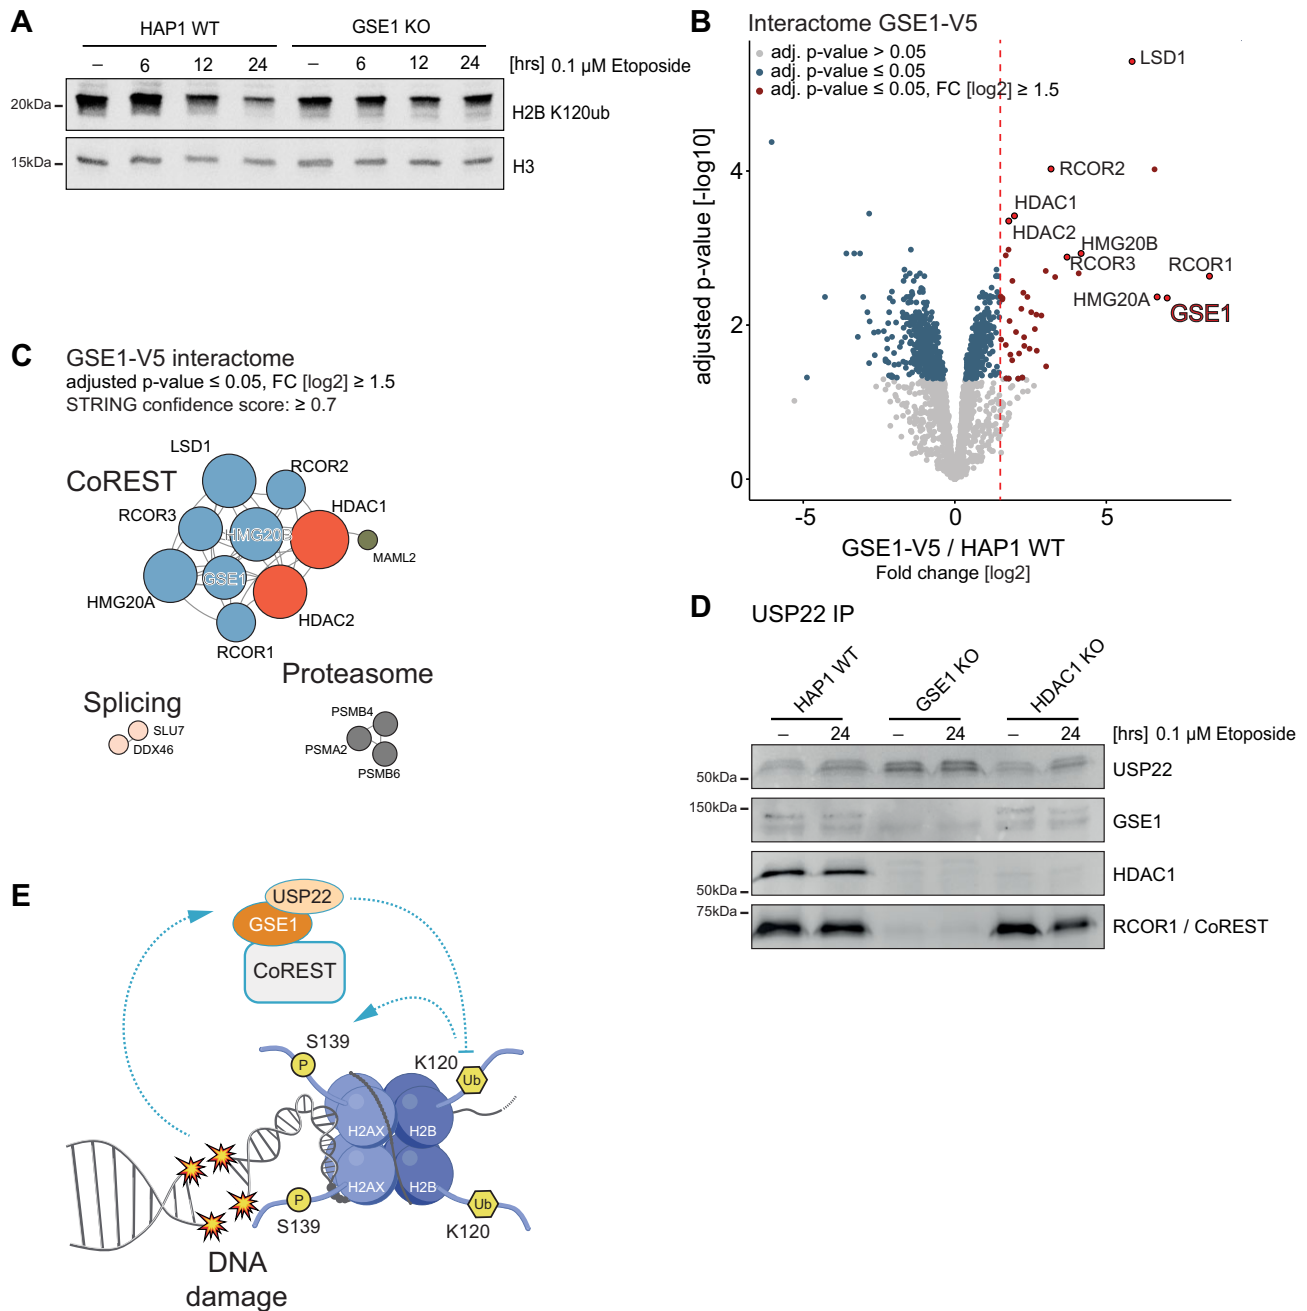 A
HAP1 WT
GSE1 KO
– 6 12 24 – 6 12 24 [hrs] 0.1 µM Etoposide
20kDa
H2B K120ub
15kDa
H3
B
Interactome GSE1-V5
adj. p-value > 0.05
adj. p-value ≤ 0.05
adj. p-value ≤ 0.05, FC [log2] ≥ 1.5
LSD1
RCOR2
HDAC1
HDAC2
HMG20B
RCOR3
RCOR1
HMG20A
GSE1
adjusted p-value [-log10]
4
2
0
-5 0 5
GSE1-V5 / HAP1 WT
Fold change [log2]
C
GSE1-V5 interactome
adjusted p-value ≤ 0.05, FC [log2] ≥ 1.5
STRING confidence score: ≥ 0.7
CoREST
LSD1
RCOR2
HDAC1
RCOR3
HMG20B
MAML2
GSE1
HMG20A
HDAC2
RCOR1
Splicing
SLU7
DDX46
Proteasome
PSMB4
PSMA2
PSMB6
D
USP22 IP
HAP1 WT
GSE1 KO
HDAC1 KO
– 24 – 24 – 24 [hrs] 0.1 µM Etoposide
50kDa
USP22
150kDa
GSE1
HDAC1
50kDa
75kDa
RCOR1 / CoREST
E
USP22
GSE1
CoREST
S139
P
K120
Ub
H2AX
H2B
H2AX
H2B
P
S139
Ub
K120
DNA
damage